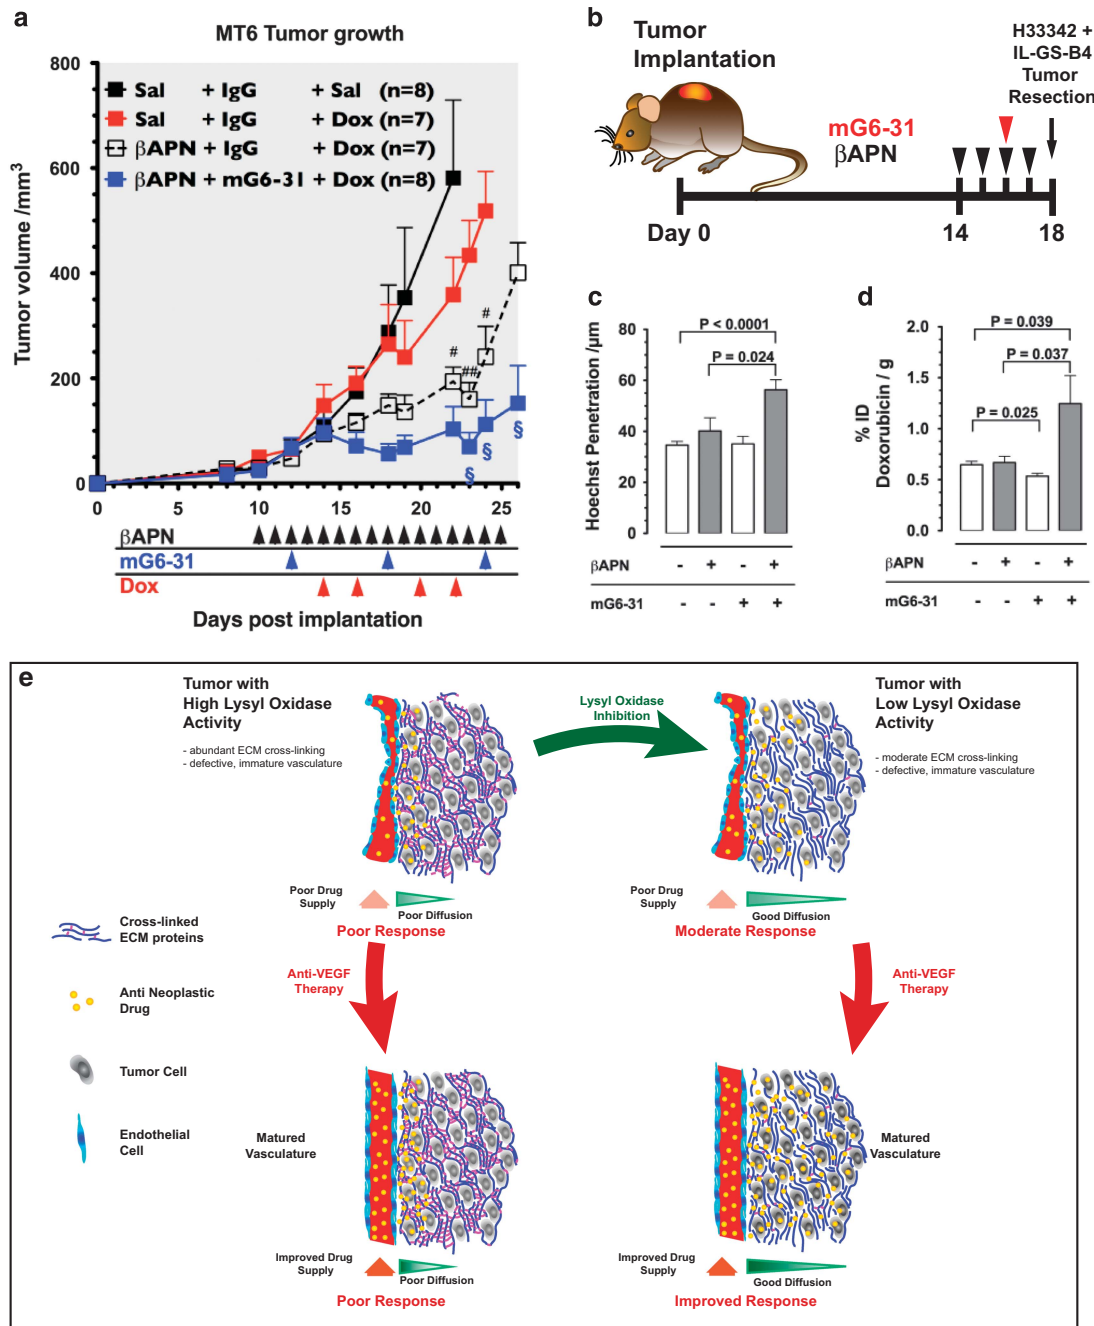 a
MT6 Tumor growth
800
600
400
200
0
Tumor volume /mm³
Sal + IgG + Sal (n=8)
Sal + IgG + Dox (n=7)
βAPN + IgG + Dox (n=7)
βAPN + mG6-31 + Dox (n=8)
# ## #
§ § §
0 5 10 15 20 25
βAPN
mG6-31
Dox
Days post implantation
b
Tumor
Implantation
mG6-31
βAPN
H33342 +
IL-GS-B4
Tumor
Resection
Day 0 14 18
c
Hoechst Penetration /µm
80
60
40
20
0
P < 0.0001
P = 0.024
βAPN - + - +
mG6-31 - - + +
d
% ID
Doxorubicin / g
2.0
1.5
1.0
0.5
0.0
P = 0.039
P = 0.037
P = 0.025
βAPN - + - +
mG6-31 - - + +
e
Tumor with
High Lysyl Oxidase
Activity
- abundant ECM cross-linking
- defective, immature vasculature
Lysyl Oxidase
Inhibition
Tumor with
Low Lysyl Oxidase
Activity
- moderate ECM cross-linking
- defective, immature vasculature
Poor Drug
Supply
Poor Diffusion
Poor Response
Poor Drug
Supply
Good Diffusion
Moderate Response
Cross-linked
ECM proteins
Anti Neoplastic
Drug
Tumor Cell
Endothelial
Cell
Anti-VEGF
Therapy
Anti-VEGF
Therapy
Matured
Vasculature
Matured
Vasculature
Improved Drug
Supply
Poor Diffusion
Poor Response
Improved Drug
Supply
Good Diffusion
Improved Response